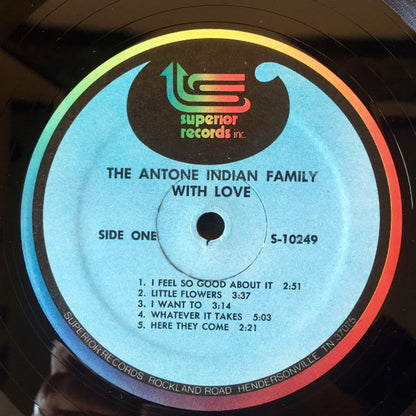 superior
records inc.
THE ANTONE INDIAN FAMILY
WITH LOVE
SIDE ONE S-10249
1. I FEEL SO GOOD ABOUT IT 2:51
2. LITTLE FLOWERS 3:37
3. I WANT TO 3:14
4. WHATEVER IT TAKES 5:03
5. HERE THEY COME 2:21
SUPERIOR RECORDS ROCKLAND ROAD HENDERSONVILLE TN 37075